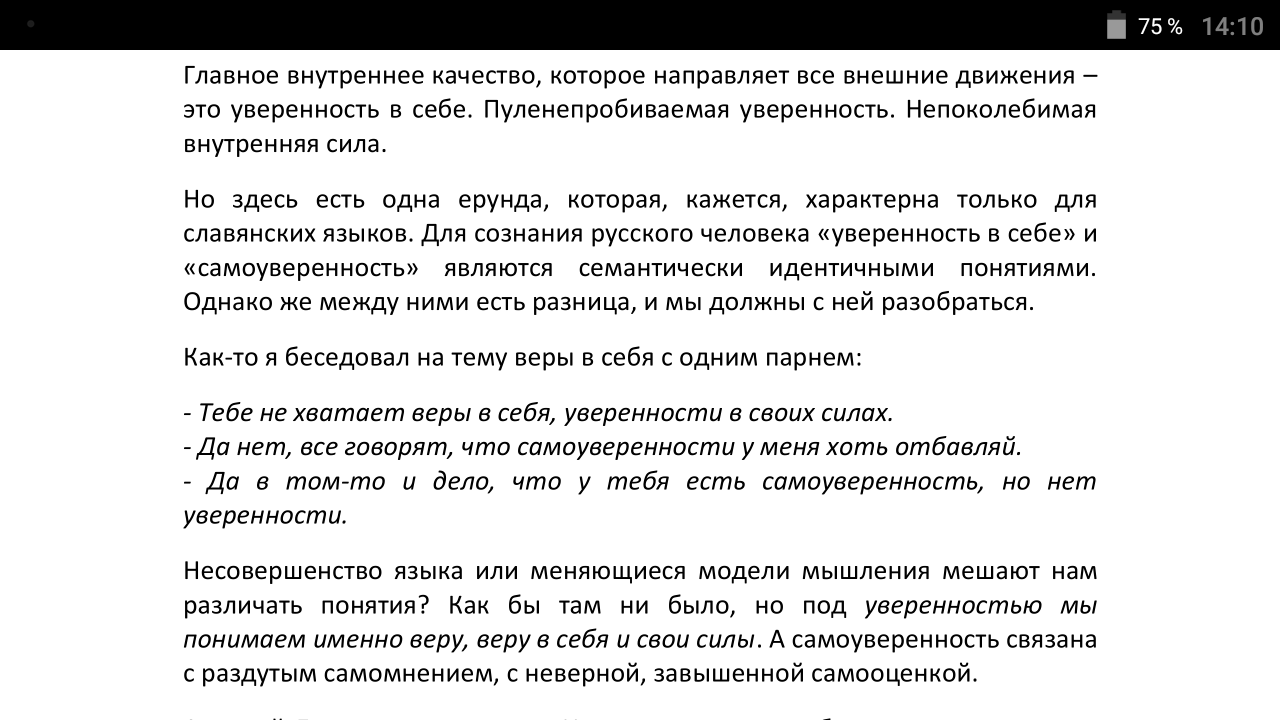 75 % 14:10
Главное внутреннее качество, которое направляет все внешние движения –
это уверенность в себе. Пуленепробиваемая уверенность. Непоколебимая
внутренняя сила.
Но здесь есть одна ерунда, которая, кажется, характерна только для
славянских языков. Для сознания русского человека «уверенность в себе» и
«самоуверенность» являются семантически идентичными понятиями.
Однако же между ними есть разница, и мы должны с ней разобраться.
Как-то я беседовал на тему веры в себя с одним парнем:
- Тебе не хватает веры в себя, уверенности в своих силах.
- Да нет, все говорят, что самоуверенности у меня хоть отбавляй.
- Да в том-то и дело, что у тебя есть самоуверенность, но нет
уверенности.
Несовершенство языка или меняющиеся модели мышления мешают нам
различать понятия? Как бы там ни было, но под уверенностью мы
понимаем именно веру, веру в себя и свои силы. А самоуверенность связана
с раздутым самомнением, с неверной, завышенной самооценкой.